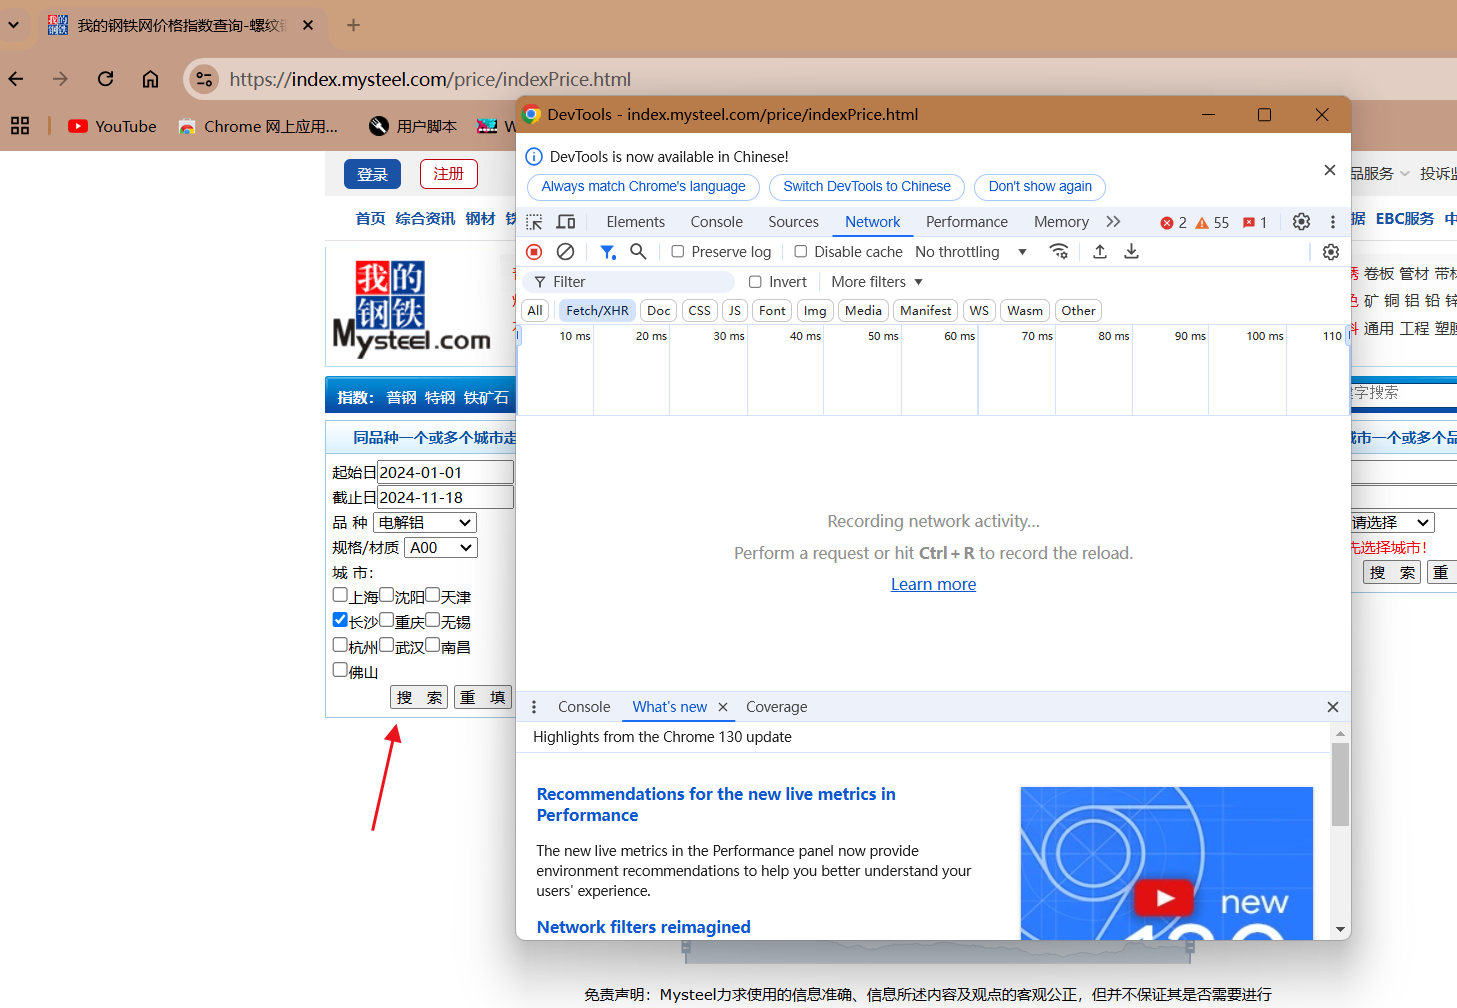 我的钢铁网价格指数查询-螺纹
https://index.mysteel.com/price/indexPrice.html
YouTube
Chrome 网上应用...
用户脚本
W
DevTools - index.mysteel.com/price/indexPrice.html
DevTools is now available in Chinese!
Always match Chrome's language
Switch DevTools to Chinese
Don't show again
登录
注册
品服务
投诉监
首页 综合资讯 钢材 铁
据 EBC服务 中
Elements Console Sources Network Performance Memory
2 55 1
Preserve log
Disable cache
No throttling
Filter
Invert
More filters
All Fetch/XHR Doc CSS JS Font Img Media Manifest WS Wasm Other
10 ms 20 ms 30 ms 40 ms 50 ms 60 ms 70 ms 80 ms 90 ms 100 ms 110
我的
钢铁
Mysteel.com
卷板 管材 带材
色 矿 铜 铝 铅 锌
料 通用 工程 塑膜
指数: 普钢 特钢 铁矿石
字搜索
同品种一个或多个城市走
城市一个或多个品
起始日 2024-01-01
截止日 2024-11-18
品 种 电解铝
规格/材质 A00
城 市:
上海 沈阳 天津
长沙 重庆 无锡
杭州 武汉 南昌
佛山
搜 索 重 填
请选择
先选择城市!
搜 索 重
Recording network activity...
Perform a request or hit Ctrl + R to record the reload.
Learn more
Console What's new Coverage
Highlights from the Chrome 130 update
Recommendations for the new live metrics in
Performance
The new live metrics in the Performance panel now provide
environment recommendations to help you better understand your
users' experience.
Network filters reimagined
new
130
免责声明：Mysteel力求使用的信息准确、信息所述内容及观点的客观公正，但并不保证其是否需要进行